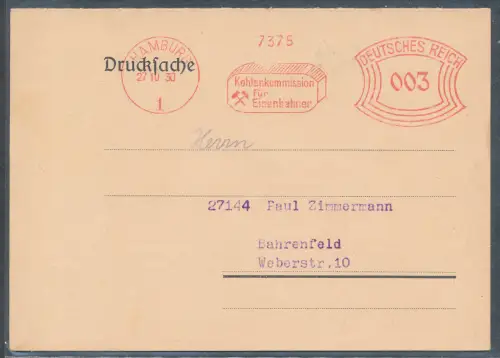 7375
HAMBURG
27 10 30
1
Drucksache
Kohlenkommission
für
Eisenbahner
DEUTSCHES REICH
003
Herrn
27144 Paul Zimmermann
Bahrenfeld
Weberstr.10